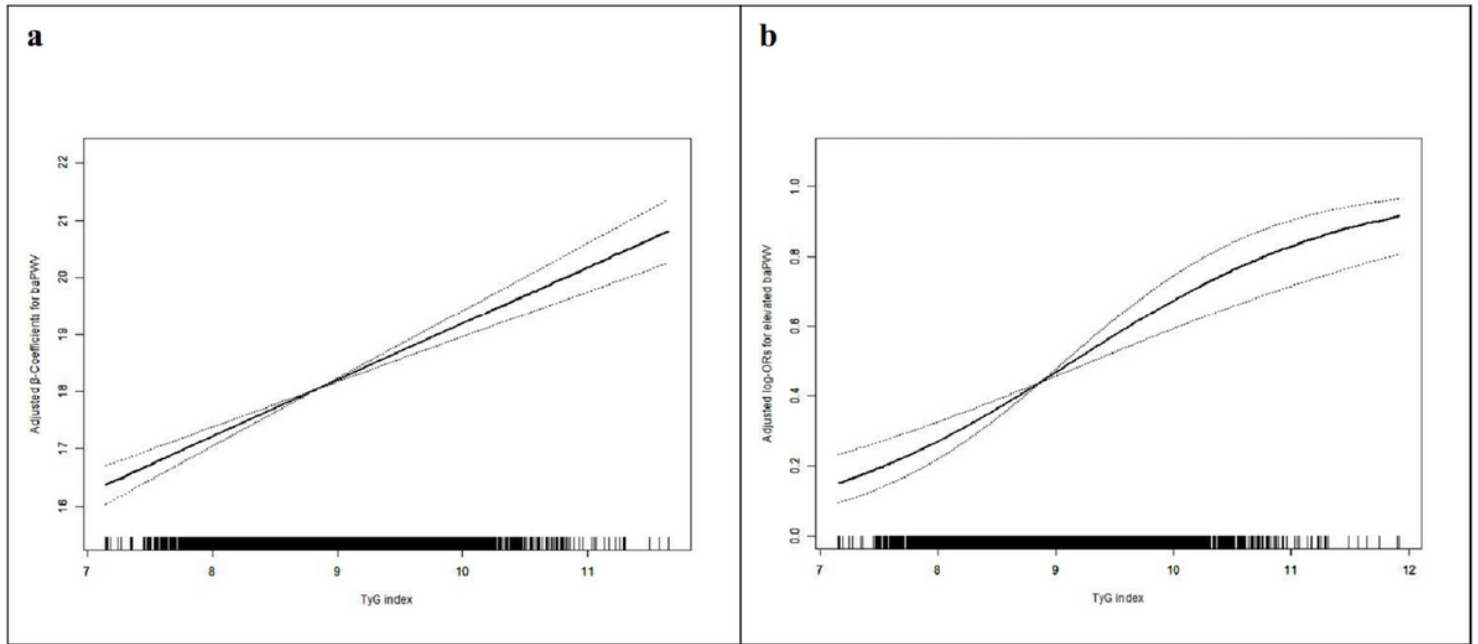 a
Adjusted β-Coefficients for baPWV
22
21
20
19
18
17
16
7 8 9 10 11
TyG index
b
Adjusted log-ORs for elevated baPWV
1.0
0.8
0.6
0.4
0.2
0.0
7 8 9 10 11 12
TyG index